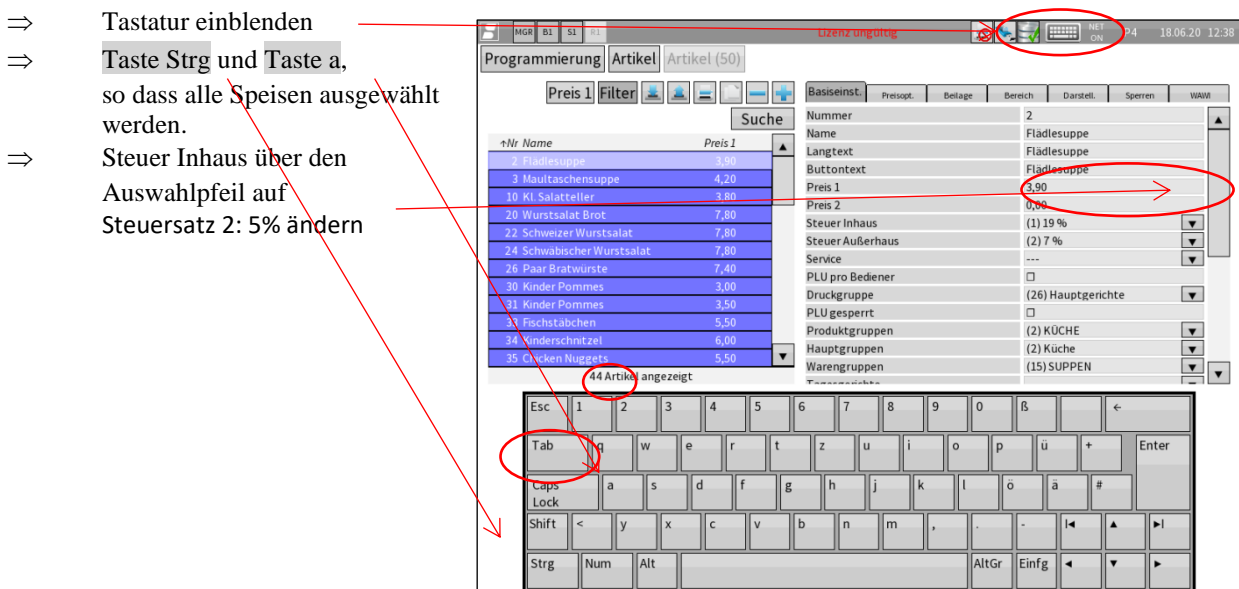 ⇒ Tastatur einblenden
⇒ Taste Strg und Taste a,
so dass alle Speisen ausgewählt
werden.
⇒ Steuer Inhaus über den
Auswahlpfeil auf
Steuersatz 2: 5% ändern
MGR B1 S1 R1 Lizenz ungültig NET ON P4 18.06.20 12:38
Programmierung Artikel Artikel (50)
Preis 1 Filter
Suche
↑Nr Name Preis 1
2 Flädlesuppe 3,90
3 Maultaschensuppe 4,20
10 Kl. Salatteller 3,80
20 Wurstsalat Brot 7,80
22 Schweizer Wurstsalat 7,80
24 Schwäbischer Wurstsalat 7,80
26 Paar Bratwürste 7,40
30 Kinder Pommes 3,00
31 Kinder Pommes 3,50
33 Fischstäbchen 5,50
34 Kinderschnitzel 6,00
35 Chicken Nuggets 5,50
44 Artikel angezeigt
Basiseinst. Preisopt. Beilage Bereich Darstell. Sperren WAWI
Nummer 2
Name Flädlesuppe
Langtext Flädlesuppe
Buttontext Flädlesuppe
Preis 1 3,90
Preis 2 0,00
Steuer Inhaus (1) 19 %
Steuer Außerhaus (2) 7 %
Service ---
PLU pro Bediener
Druckgruppe (26) Hauptgerichte
PLU gesperrt
Produktgruppen (2) KÜCHE
Hauptgruppen (2) Küche
Warengruppen (15) SUPPEN
Esc 1 2 3 4 5 6 7 8 9 0 ß ←
Tab q w e r t z u i o p ü + Enter
Caps Lock a s d f g h j k l ö ä #
Shift < y x c v b n m , . - I◄ ▲ ►I
Strg Num Alt AltGr Einfg ◄ ▼ ►